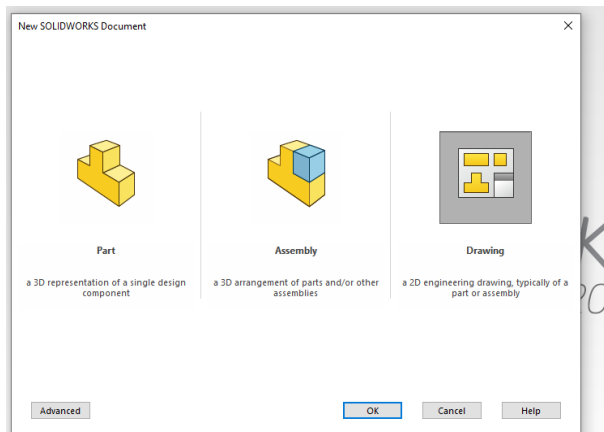 New SOLIDWORKS Document
Part
Assembly
Drawing
a 3D representation of a single design
component
a 3D arrangement of parts and/or other
assemblies
a 2D engineering drawing, typically of a
part or assembly
Advanced
OK
Cancel
Help